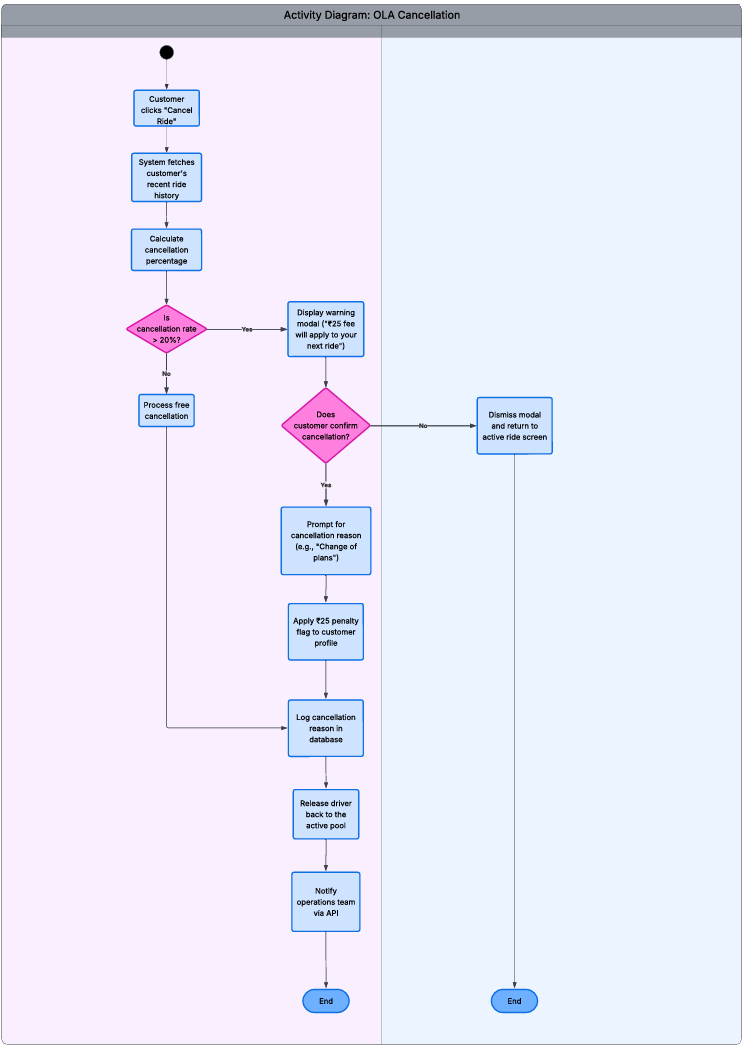 Activity Diagram: OLA Cancellation
Customer
clicks "Cancel
Ride"
System fetches
customer's
recent ride
history
Calculate
cancellation
percentage
Is
cancellation rate
> 20%?
Yes
Display warning
modal ("₹25 fee
will apply to your
next ride")
No
Process free
cancellation
Does
customer confirm
cancellation?
No
Dismiss modal
and return to
active ride screen
Yes
Prompt for
cancellation reason
(e.g., "Change of
plans")
Apply ₹25 penalty
flag to customer
profile
Log cancellation
reason in
database
Release driver
back to the
active pool
Notify
operations team
via API
End
End